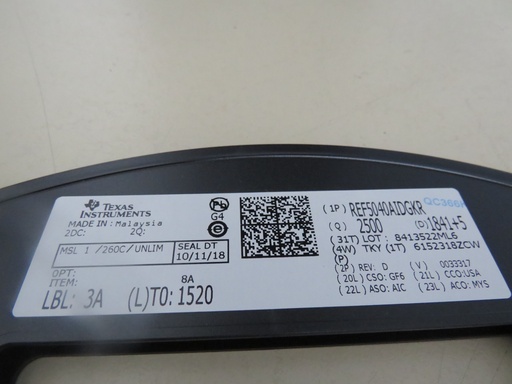 TEXAS
INSTRUMENTS
MADE IN: Malaysia
2DC: 2Q:
MSL 1 /260C/UNLIM
SEAL DT
10/11/18
OPT:
ITEM: 8A
LBL: 3A (L)TO: 1520
Pb
G4
e
(1P) REF5040AIDGKR
(Q) 2500 (D) 1841+5
(31T) LOT: 8413522ML6
(4W) TKY (1T) 6152318ZCW
(P)
(2P) REV: D (V) 0033317
(20L) CSO: GF6 (21L) CCO:USA
(22L) ASO: AIC (23L) ACO: MYS